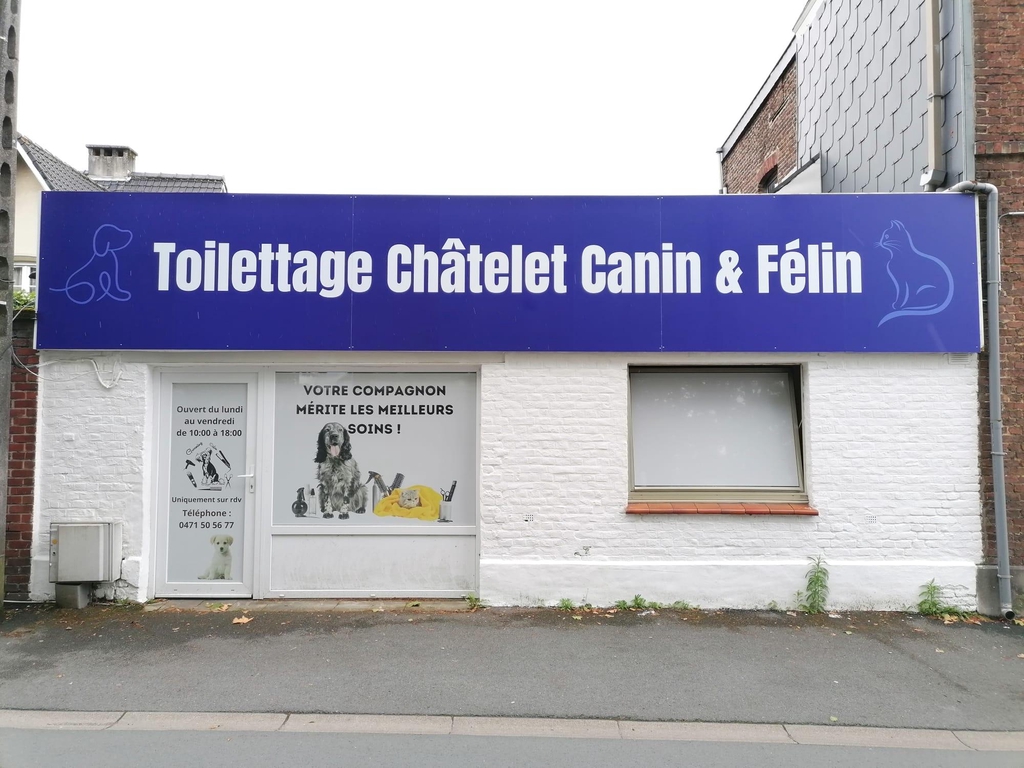 Toilettage Châtelet Canin & Félin
Ouvert du lundi
au vendredi
de 10:00 à 18:00
Uniquement sur rdv
Téléphone :
0471 50 56 77
VOTRE COMPAGNON
MÉRITE LES MEILLEURS
SOINS !